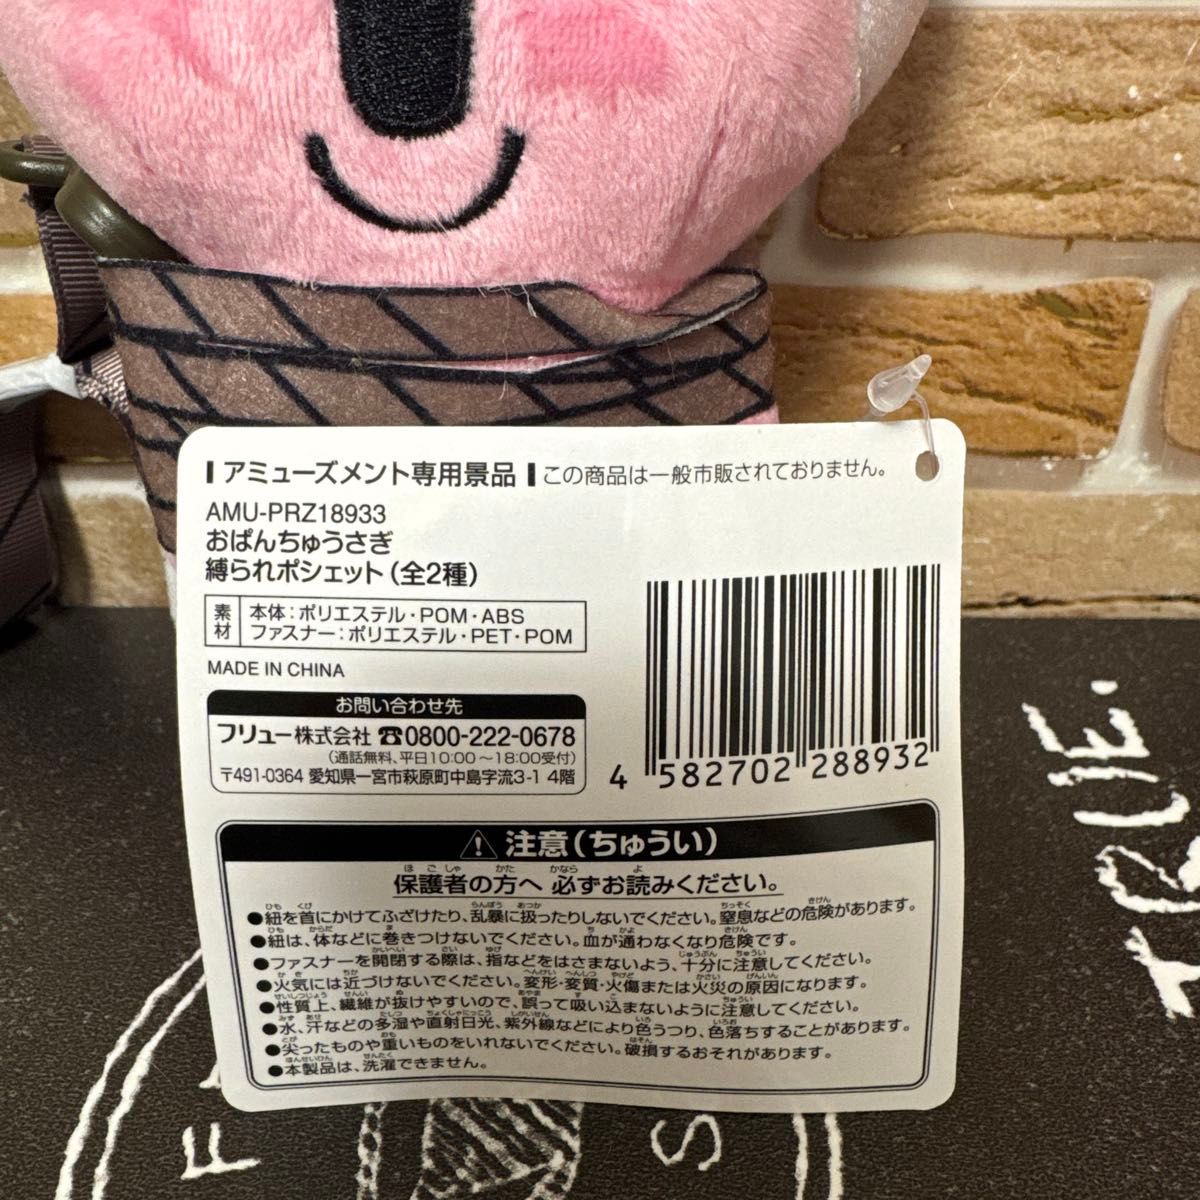 アミューズメント専用景品 この商品は一般市販されておりません。
AMU-PRZ18933
おぱんちゅうさぎ
縛られポシェット(全2種)
素材
本体:ポリエステル・POM・ABS
ファスナー:ポリエステル・PET・POM
MADE IN CHINA
お問い合わせ先
フリュー株式会社 ☎0800-222-0678
(通話無料、平日10:00～18:00受付)
〒491-0364 愛知県一宮市萩原町中島字流3-1 4階
4 582702 288932
⚠注意(ちゅうい)
保護者の方へ 必ずお読みください。
●紐を首にかけてふざけたり、乱暴に扱ったりしないでください。窒息などの危険があります。
●紐は、体などに巻きつけないでください。血が通わなくなり危険です。
●ファスナーを開閉する際は、指などをはさまないよう、十分に注意してください。
●火気には近づけないでください。変形・変質・火傷または火災の原因になります。
●性質上、繊維が抜けやすいので、誤って吸い込まないように注意してください。
●水、汗などの多湿や直射日光、紫外線などにより色うつり、色落ちすることがあります。
●尖ったものや重いものをいれないでください。破損するおそれがあります。
●本製品は、洗濯できません。
TRUE.
F
S